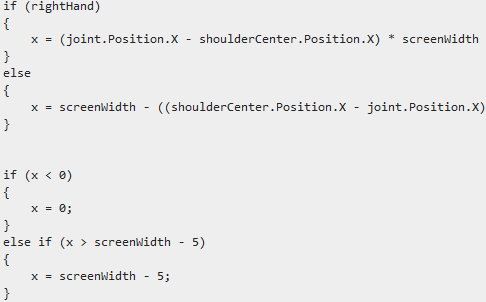 if (rightHand)
{
    x = (joint.Position.X - shoulderCenter.Position.X) * screenWidth
}
else
{
    x = screenWidth - ((shoulderCenter.Position.X - joint.Position.X)
}
if (x < 0)
{
    x = 0;
}
else if (x > screenWidth - 5)
{
    x = screenWidth - 5;
}